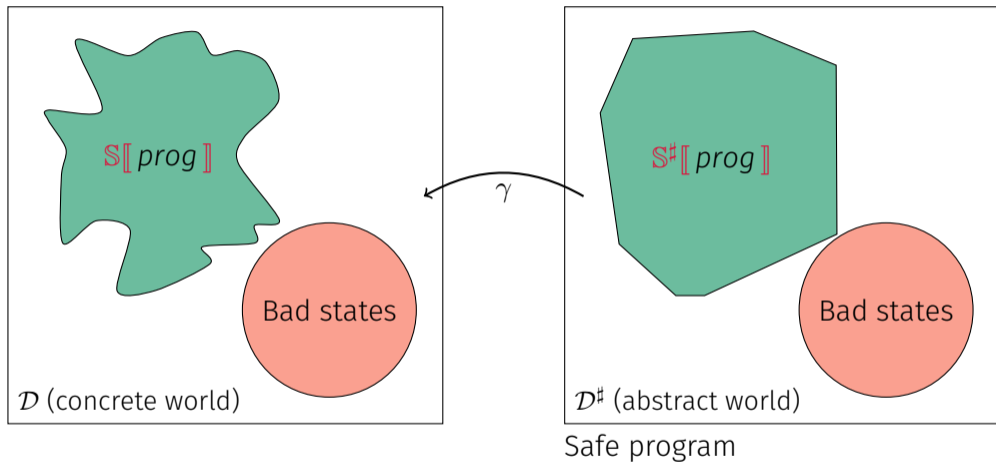 𝕊⟦ prog ⟧
Bad states
𝒟 (concrete world)
γ
𝕊♯⟦ prog ⟧
Bad states
𝒟♯ (abstract world)
Safe program